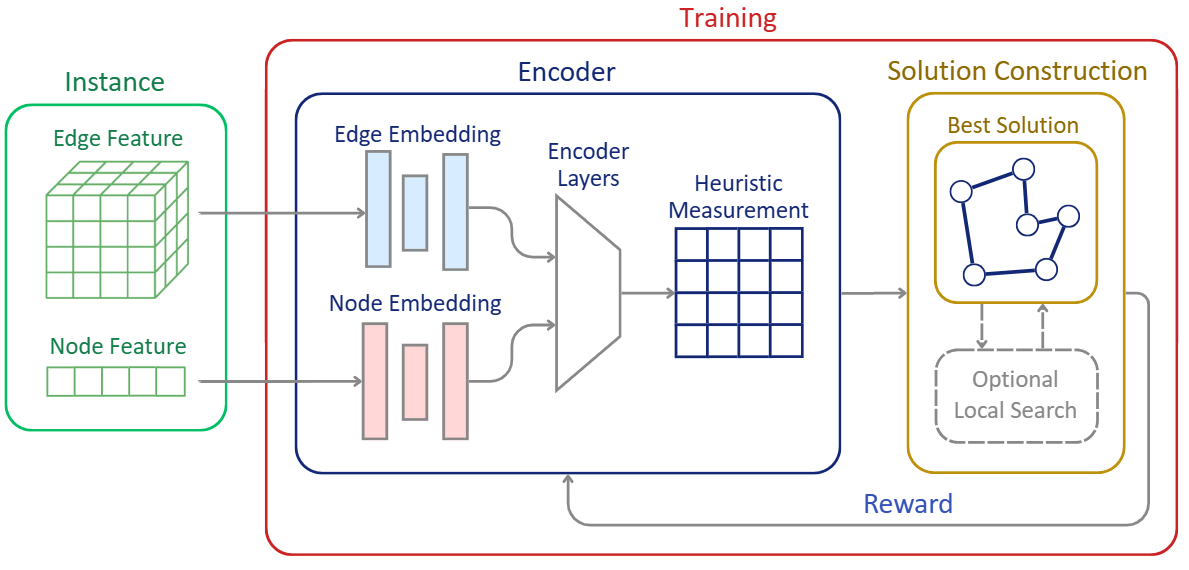 Training
Instance
Edge Feature
Node Feature
Encoder
Edge Embedding
Node Embedding
Encoder
Layers
Heuristic
Measurement
Solution Construction
Best Solution
Optional
Local Search
Reward